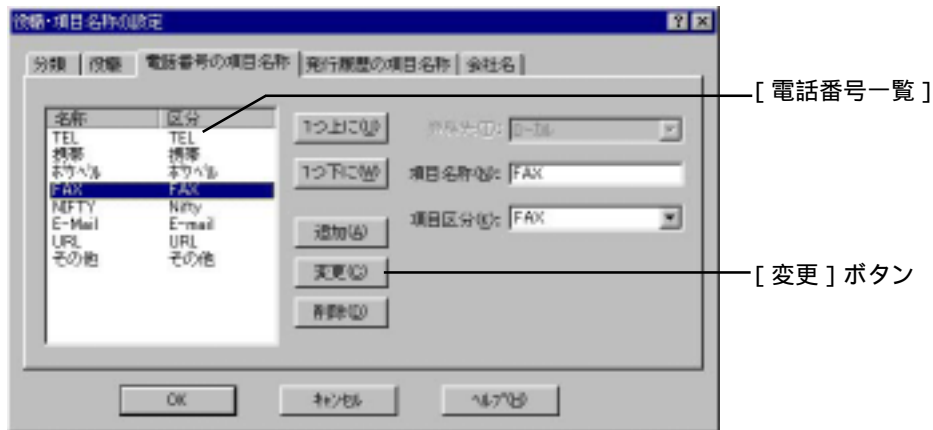 役職・項目名称の設定
分類 役職 電話番号の項目名称 発行履歴の項目名称 会社名
[ 電話番号一覧 ]
名称 区分
TEL TEL
携帯 携帯
ポケベル ポケベル
FAX FAX
NIFTY Nifty
E-Mail E-mail
URL URL
その他 その他
1つ上に(U)
1つ下に(W)
追加(A)
変更(C)
削除(D)
ローカル
項目名称(N): FAX
項目区分(K): FAX
[ 変更 ] ボタン
OK キャンセル ヘルプ(H)